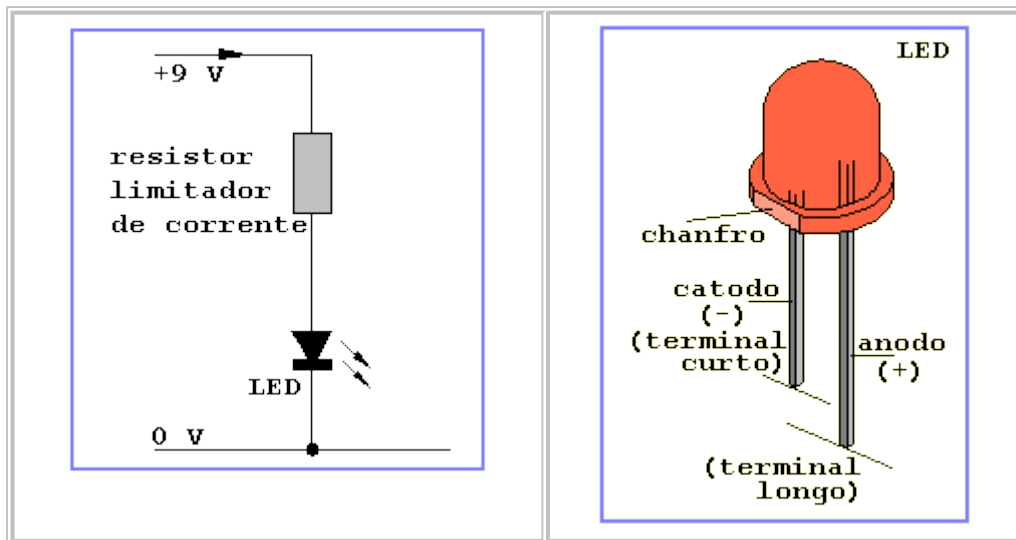 +9 V
resistor
limitador
de corrente
LED
0 V
LED
chanfro
catodo
(-)
(terminal
curto)
anodo
(+)
(terminal
longo)